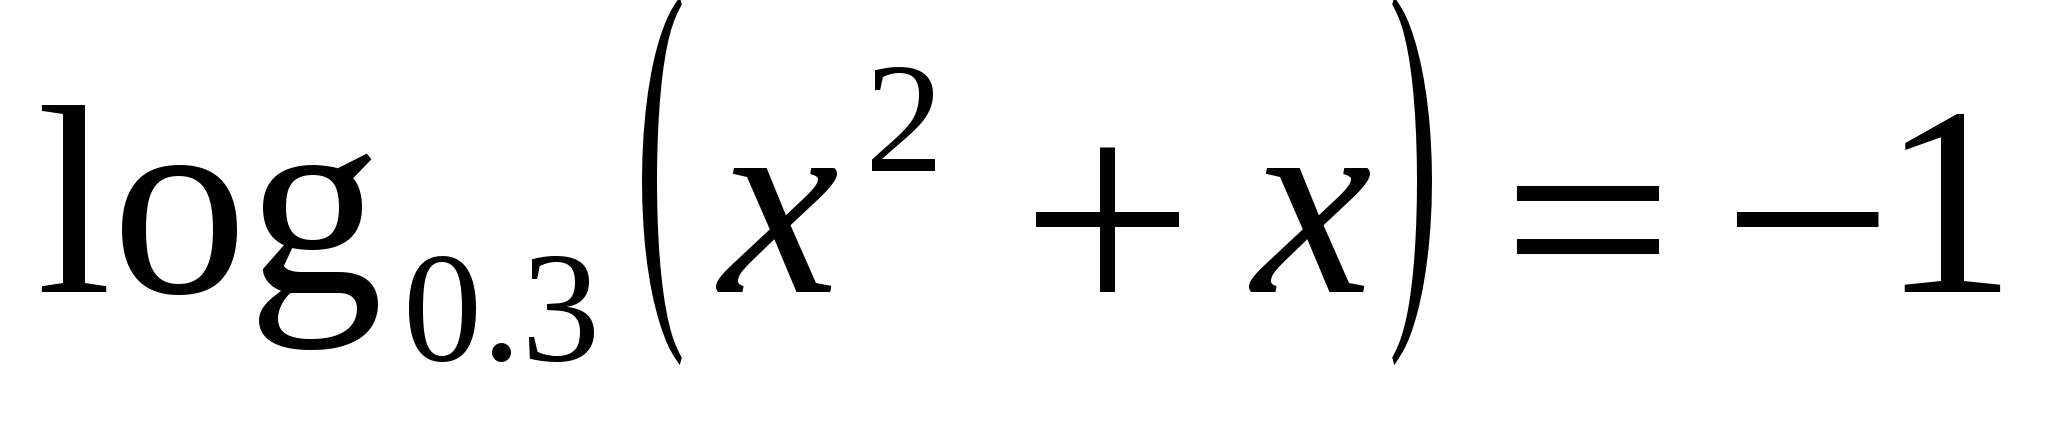 log₀.₃(x² + x) = −1